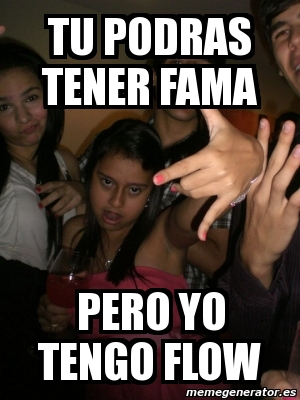 TU PODRAS
TENER FAMA
PERO YO
TENGO FLOW
memegenerator.es